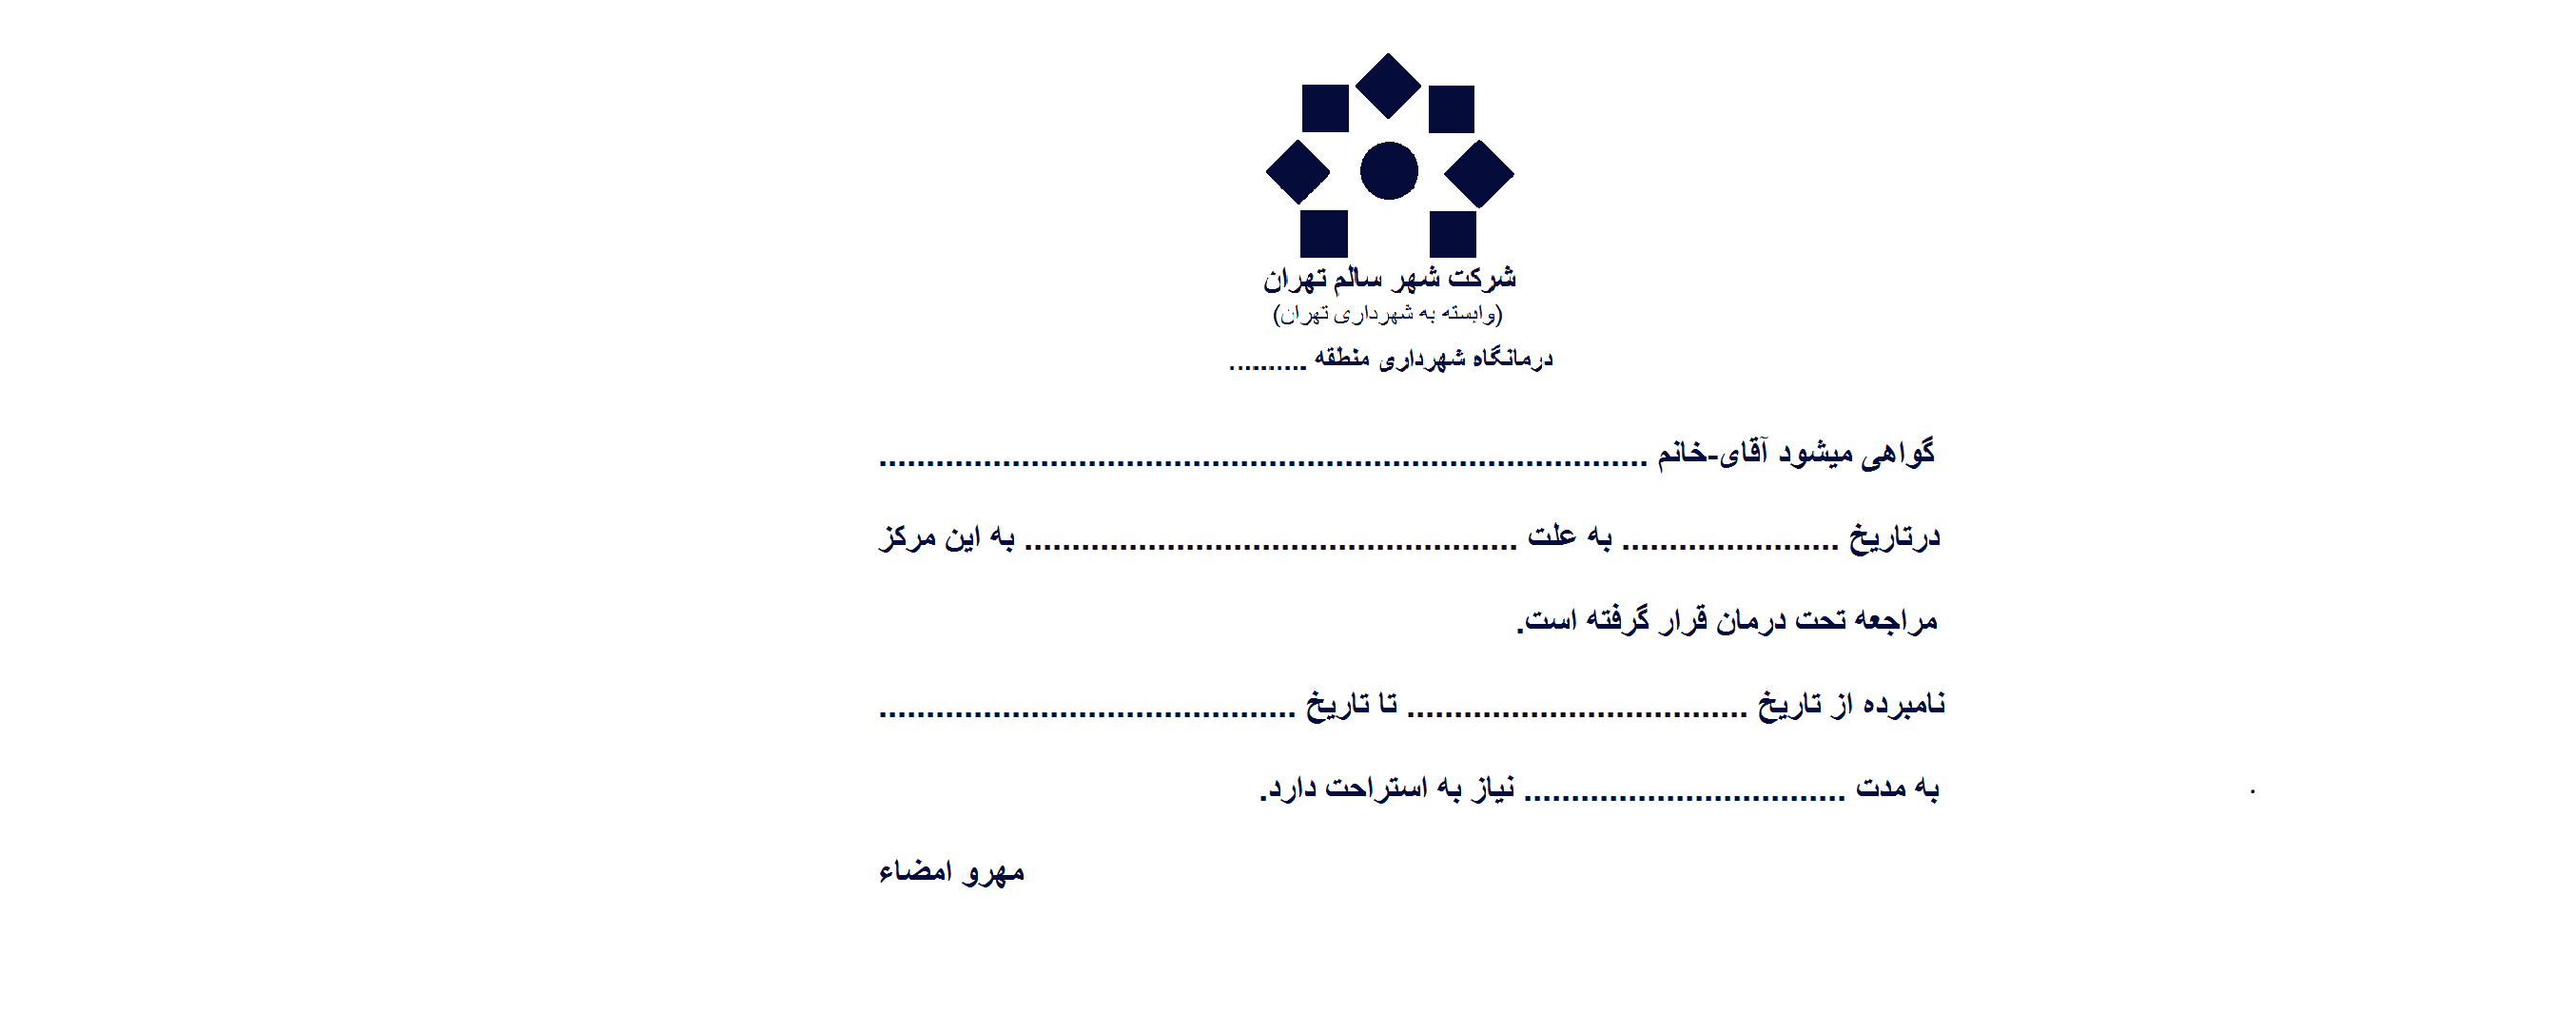 شرکت شهر سالم تهران
(وابسته به شهرداری تهران)
درمانگاه شهرداری منطقه ..........
گواهی میشود آقای-خانم .................................................................................
درتاریخ ....................... به علت .................................................... به این مرکز
مراجعه تحت درمان قرار گرفته است.
نامبرده از تاریخ .................................... تا تاریخ ............................................
به مدت .................................. نیاز به استراحت دارد.
مهرو امضاء